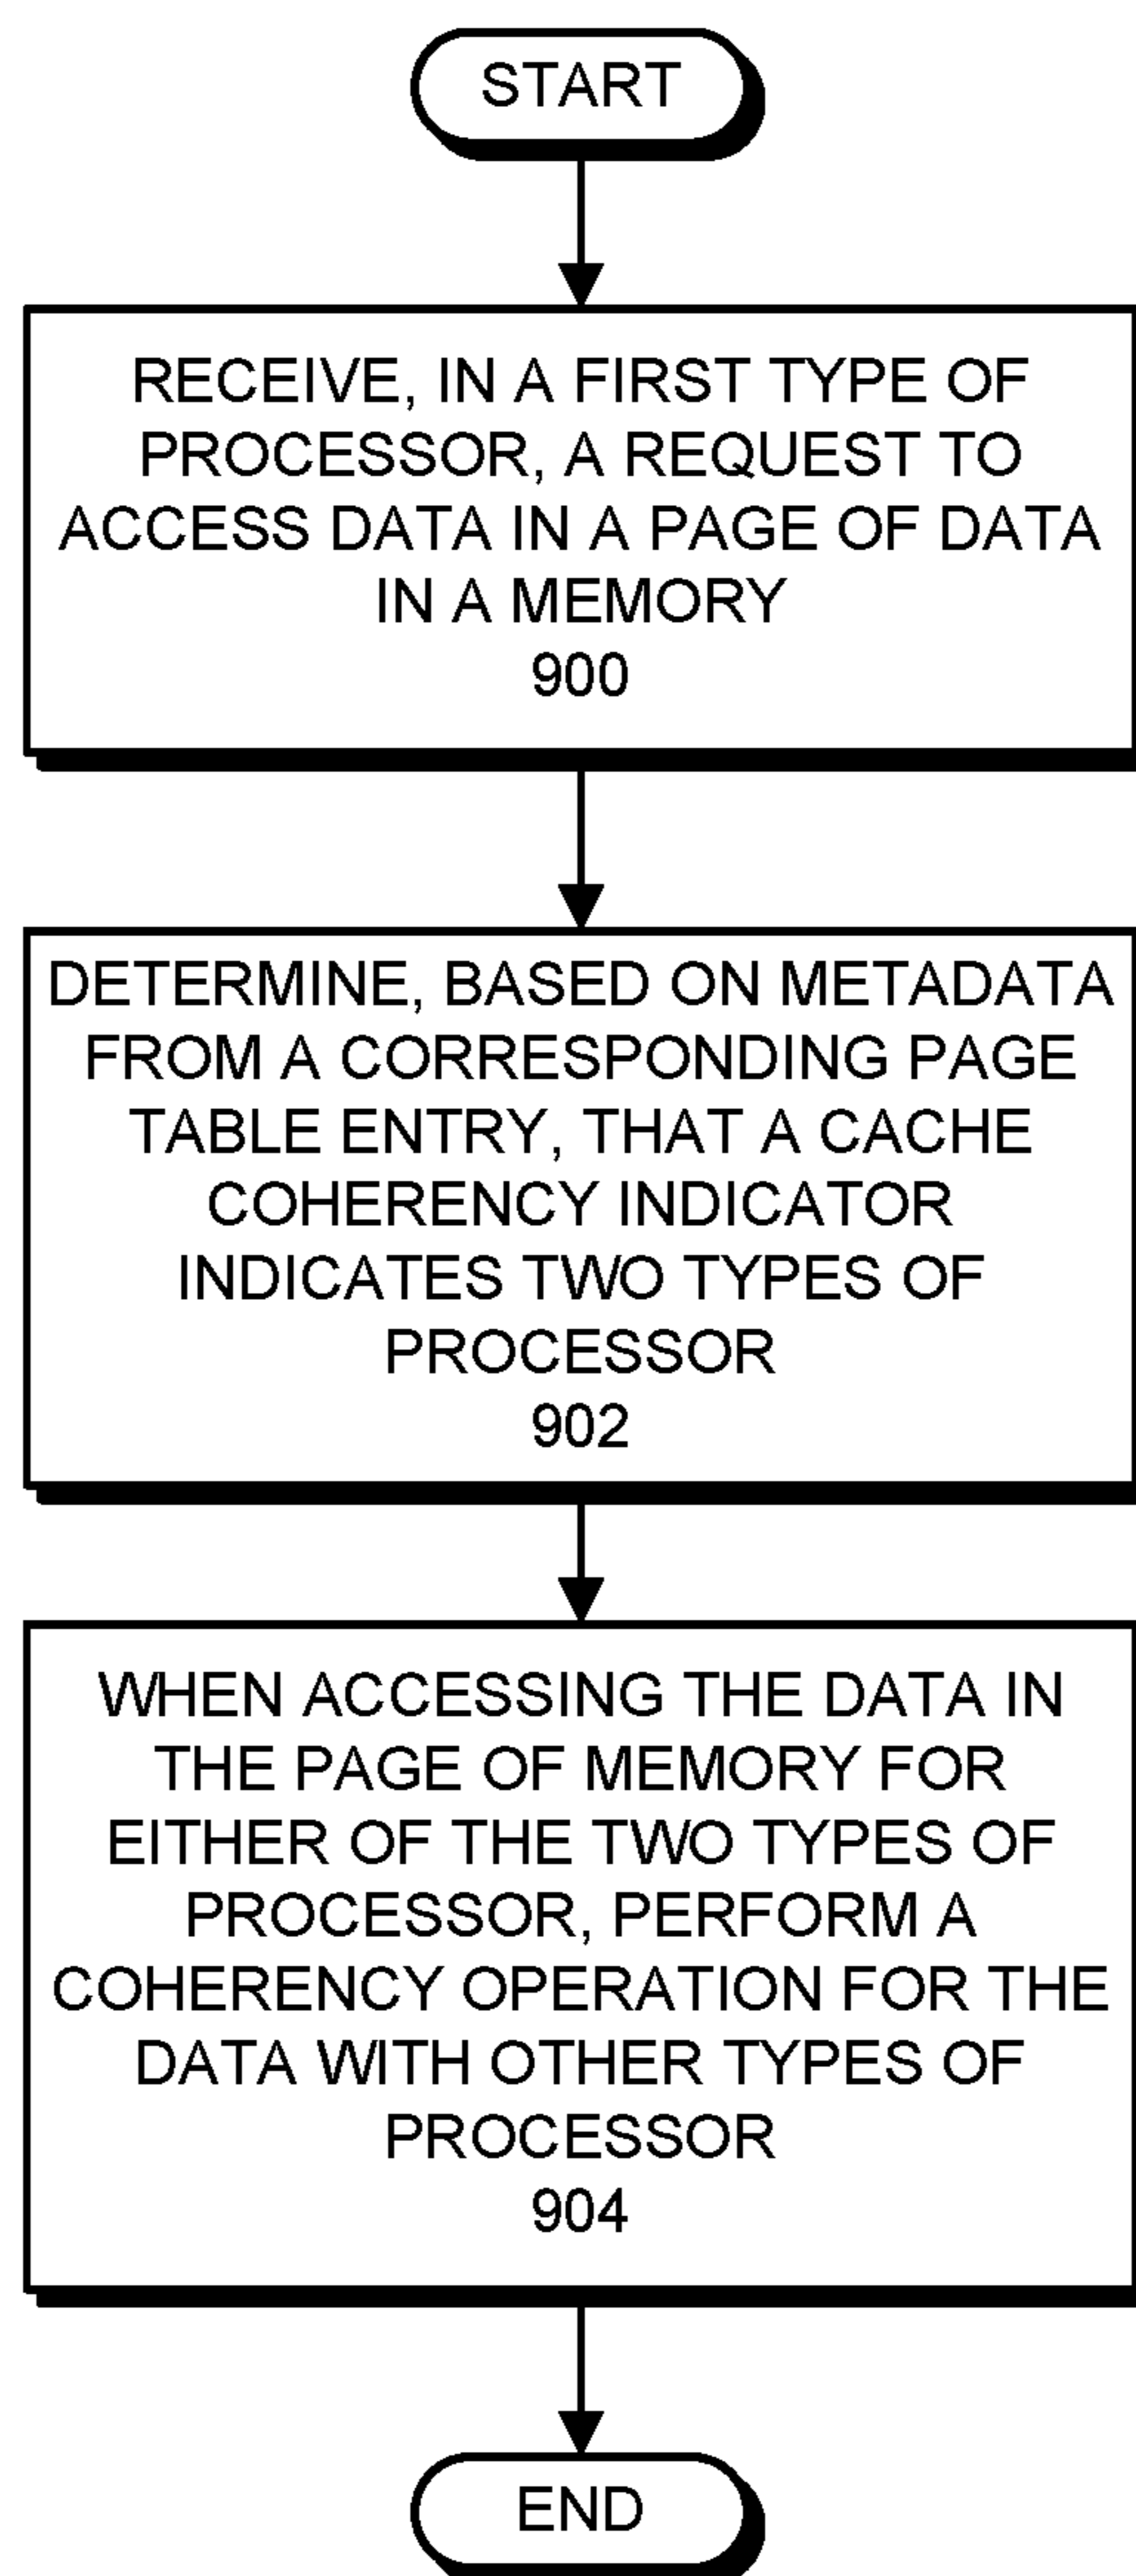 START
RECEIVE, IN A FIRST TYPE OF
PROCESSOR, A REQUEST TO
ACCESS DATA IN A PAGE OF DATA
IN A MEMORY
900
DETERMINE, BASED ON METADATA
FROM A CORRESPONDING PAGE
TABLE ENTRY, THAT A CACHE
COHERENCY INDICATOR
INDICATES TWO TYPES OF
PROCESSOR
902
WHEN ACCESSING THE DATA IN
THE PAGE OF MEMORY FOR
EITHER OF THE TWO TYPES OF
PROCESSOR, PERFORM A
COHERENCY OPERATION FOR THE
DATA WITH OTHER TYPES OF
PROCESSOR
904
END